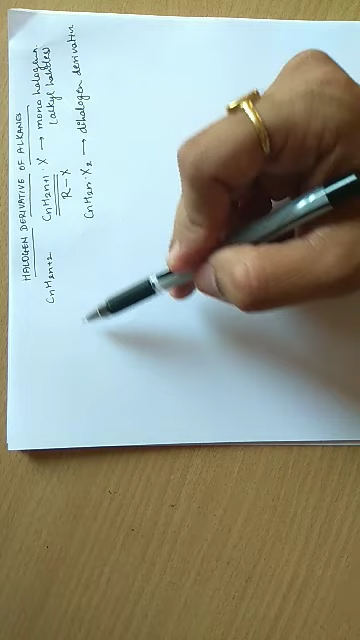 HALOGEN DERIVATIVE OF ALKANES
CnH2n+2 CnH2n+1 X → mono halogen
(alkyl halides)
R-X
CnH2n·X2 → dihalogen derivative